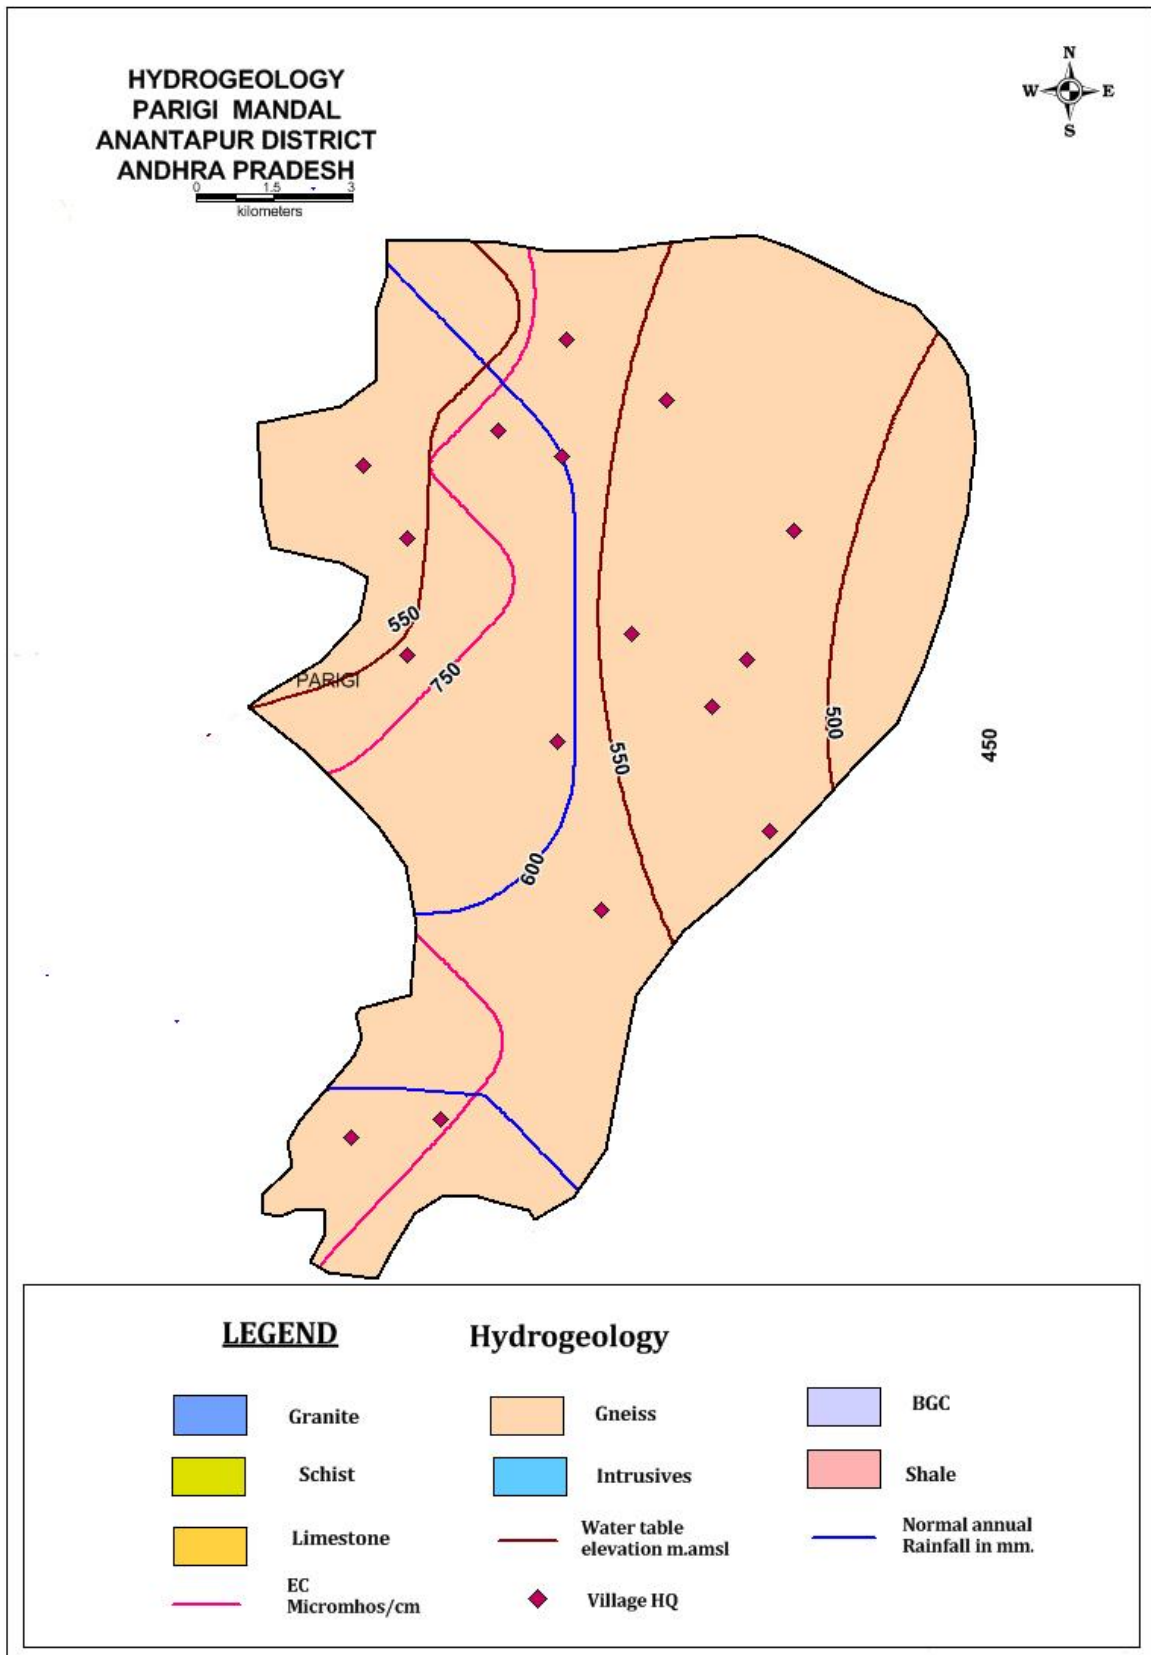 N
W E
S
HYDROGEOLOGY
PARIGI MANDAL
ANANTAPUR DISTRICT
ANDHRA PRADESH
0 1.5 3
kilometers
550
PARIGI
750
500
550
450
600
LEGEND
Hydrogeology
Granite
Gneiss
BGC
Schist
Intrusives
Shale
Limestone
Water table
elevation m.amsl
Normal annual
Rainfall in mm.
EC
Micromhos/cm
Village HQ